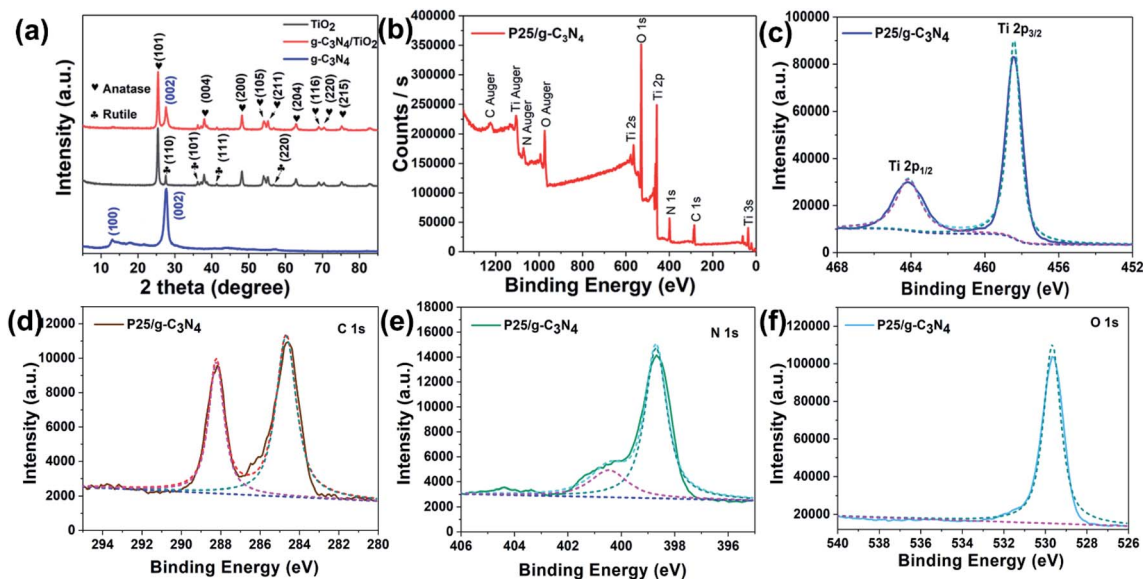 (a)
TiO2
g-C3N4/TiO2
g-C3N4
♥ Anatase
♣ Rutile
(101)
(002)
(004)
(200)
(105)
(211)
(204)
(116)
(220)
(215)
(110)
(101)
(111)
(220)
(100)
(002)
Intensity (a.u.)
10 20 30 40 50 60 70 80
2 theta (degree)
(b)
P25/g-C3N4
400000
350000
300000
250000
200000
150000
100000
50000
0
Counts / s
C Auger
Ti Auger
N Auger
O Auger
Ti 2s
O 1s
Ti 2p
N 1s
C 1s
Ti 3s
1200 1000 800 600 400 200 0
Binding Energy (eV)
(c)
P25/g-C3N4
Ti 2p3/2
Ti 2p1/2
100000
80000
60000
40000
20000
0
Intensity (a.u.)
468 464 460 456 452
Binding Energy (eV)
(d)
P25/g-C3N4
C 1s
12000
10000
8000
6000
4000
2000
0
Intensity (a.u.)
294 292 290 288 286 284 282 280
Binding Energy (eV)
(e)
P25/g-C3N4
N 1s
18000
16000
14000
12000
10000
8000
6000
4000
2000
0
Intensity (a.u.)
406 404 402 400 398 396
Binding Energy (eV)
(f)
P25/g-C3N4
O 1s
120000
100000
80000
60000
40000
20000
Intensity (a.u.)
540 538 536 534 532 530 528 526
Binding Energy (eV)